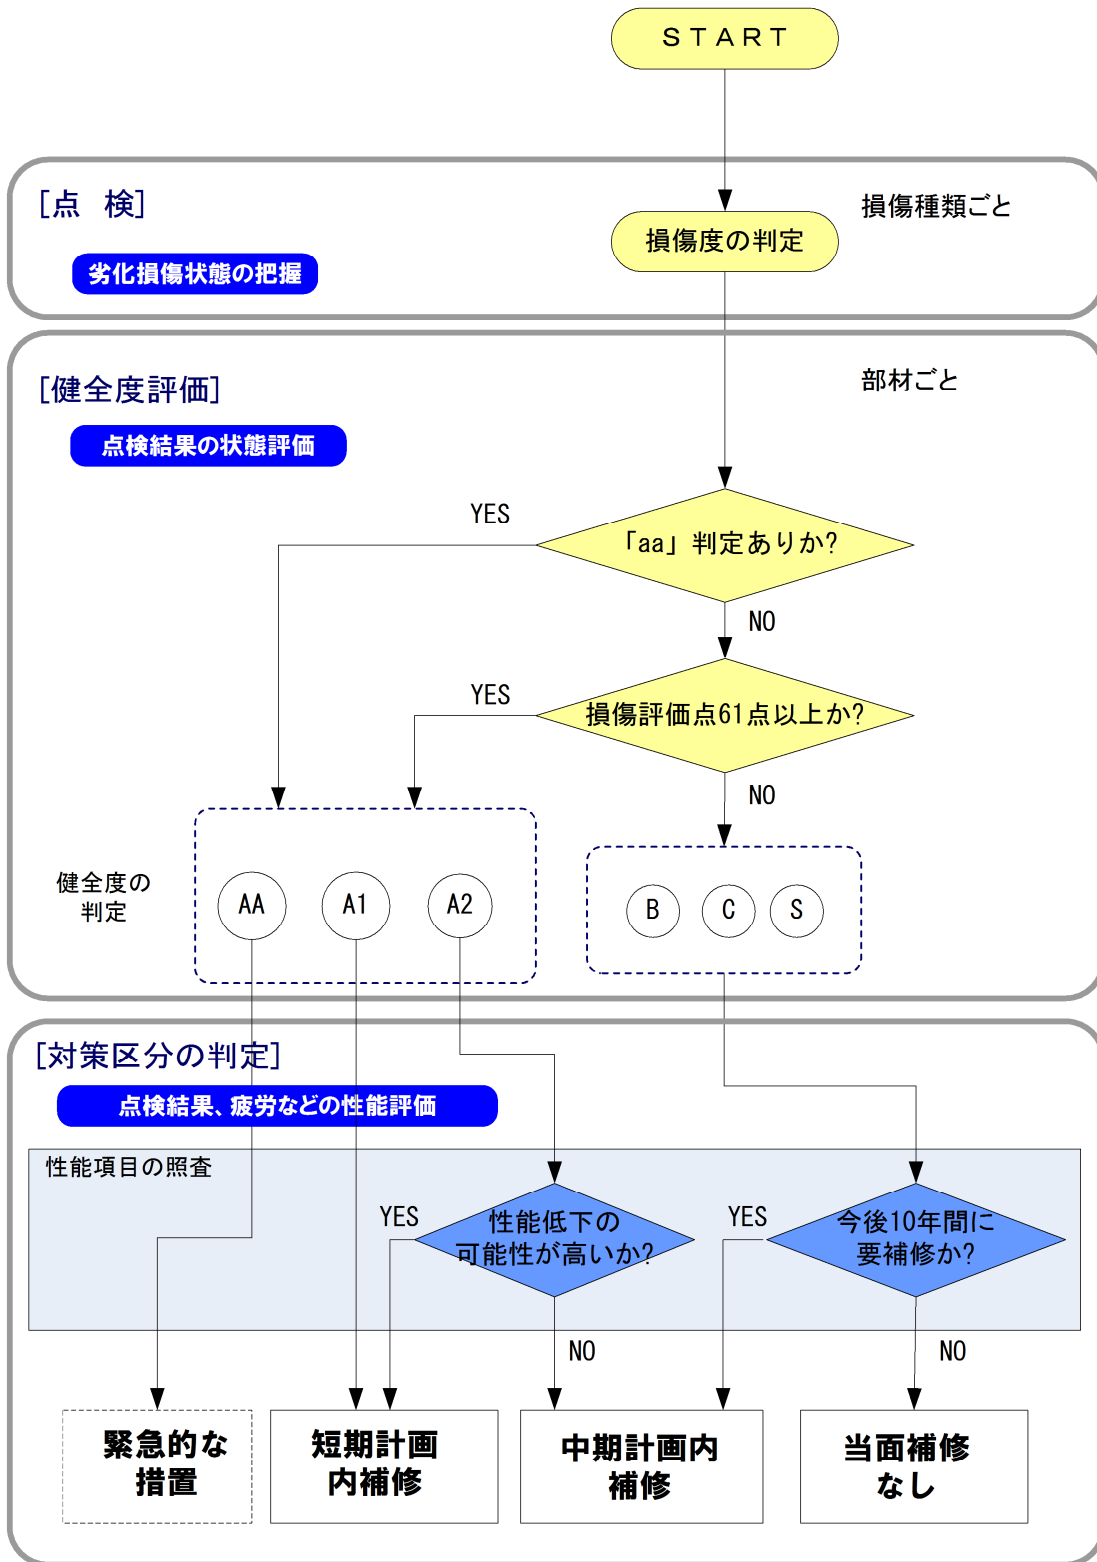 START
[点　検]
損傷種類ごと
損傷度の判定
劣化損傷状態の把握
[健全度評価]
部材ごと
点検結果の状態評価
YES
「aa」判定ありか?
NO
YES
損傷評価点61点以上か?
NO
健全度の
判定
AA
A1
A2
B
C
S
[対策区分の判定]
点検結果、疲労などの性能評価
性能項目の照査
YES
性能低下の
可能性が高いか?
YES
今後10年間に
要補修か?
NO
NO
緊急的な
措置
短期計画
内補修
中期計画内
補修
当面補修
なし